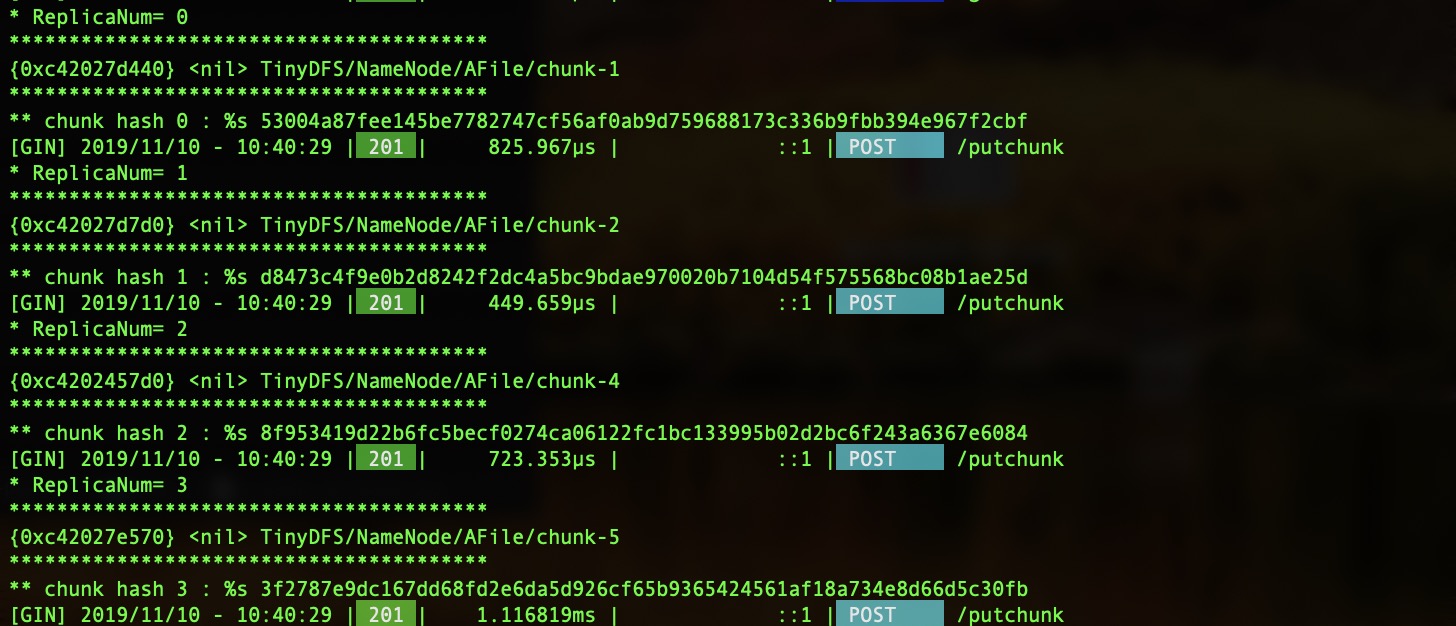 * ReplicaNum= 0
*****************************************
{0xc42027d440} <nil> TinyDFS/NameNode/AFile/chunk-1
*****************************************
** chunk hash 0 : %s 53004a87fee145be7782747cf56af0ab9d759688173c336b9fbb394e967f2cbf
[GIN] 2019/11/10 - 10:40:29 | 201 |     825.967µs |             ::1 | POST     /putchunk
* ReplicaNum= 1
*****************************************
{0xc42027d7d0} <nil> TinyDFS/NameNode/AFile/chunk-2
*****************************************
** chunk hash 1 : %s d8473c4f9e0b2d8242f2dc4a5bc9bdae970020b7104d54f575568bc08b1ae25d
[GIN] 2019/11/10 - 10:40:29 | 201 |     449.659µs |             ::1 | POST     /putchunk
* ReplicaNum= 2
*****************************************
{0xc4202457d0} <nil> TinyDFS/NameNode/AFile/chunk-4
*****************************************
** chunk hash 2 : %s 8f953419d22b6fc5becf0274ca06122fc1bc133995b02d2bc6f243a6367e6084
[GIN] 2019/11/10 - 10:40:29 | 201 |     723.353µs |             ::1 | POST     /putchunk
* ReplicaNum= 3
*****************************************
{0xc42027e570} <nil> TinyDFS/NameNode/AFile/chunk-5
*****************************************
** chunk hash 3 : %s 3f2787e9dc167dd68fd2e6da5d926cf65b9365424561af18a734e8d66d5c30fb
[GIN] 2019/11/10 - 10:40:29 | 201 |    1.116819ms |             ::1 | POST     /putchunk